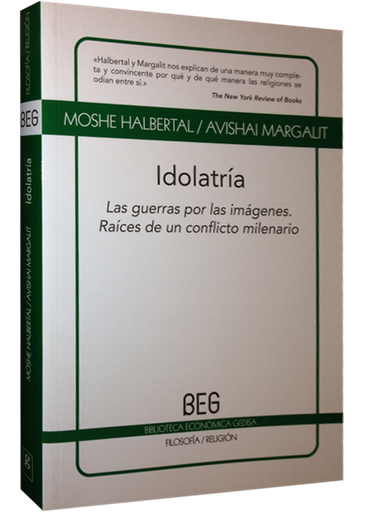 «Halbertal y Margalit nos explican de una manera muy comple-
ta y convincente por qué y de qué manera las religiones se
odian entre sí.»
The New York Review of Books
MOSHE HALBERTAL / AVISHAI MARGALIT
Idolatría
Las guerras por las imágenes.
Raíces de un conflicto milenario
BEG
BIBLIOTECA ECONÓMICA GEDISA
FILOSOFÍA / RELIGIÓN
FILOSOFÍA / RELIGIÓN
BEG
Idolatría
MOSHE HALBERTAL / AVISHAI MARGALIT